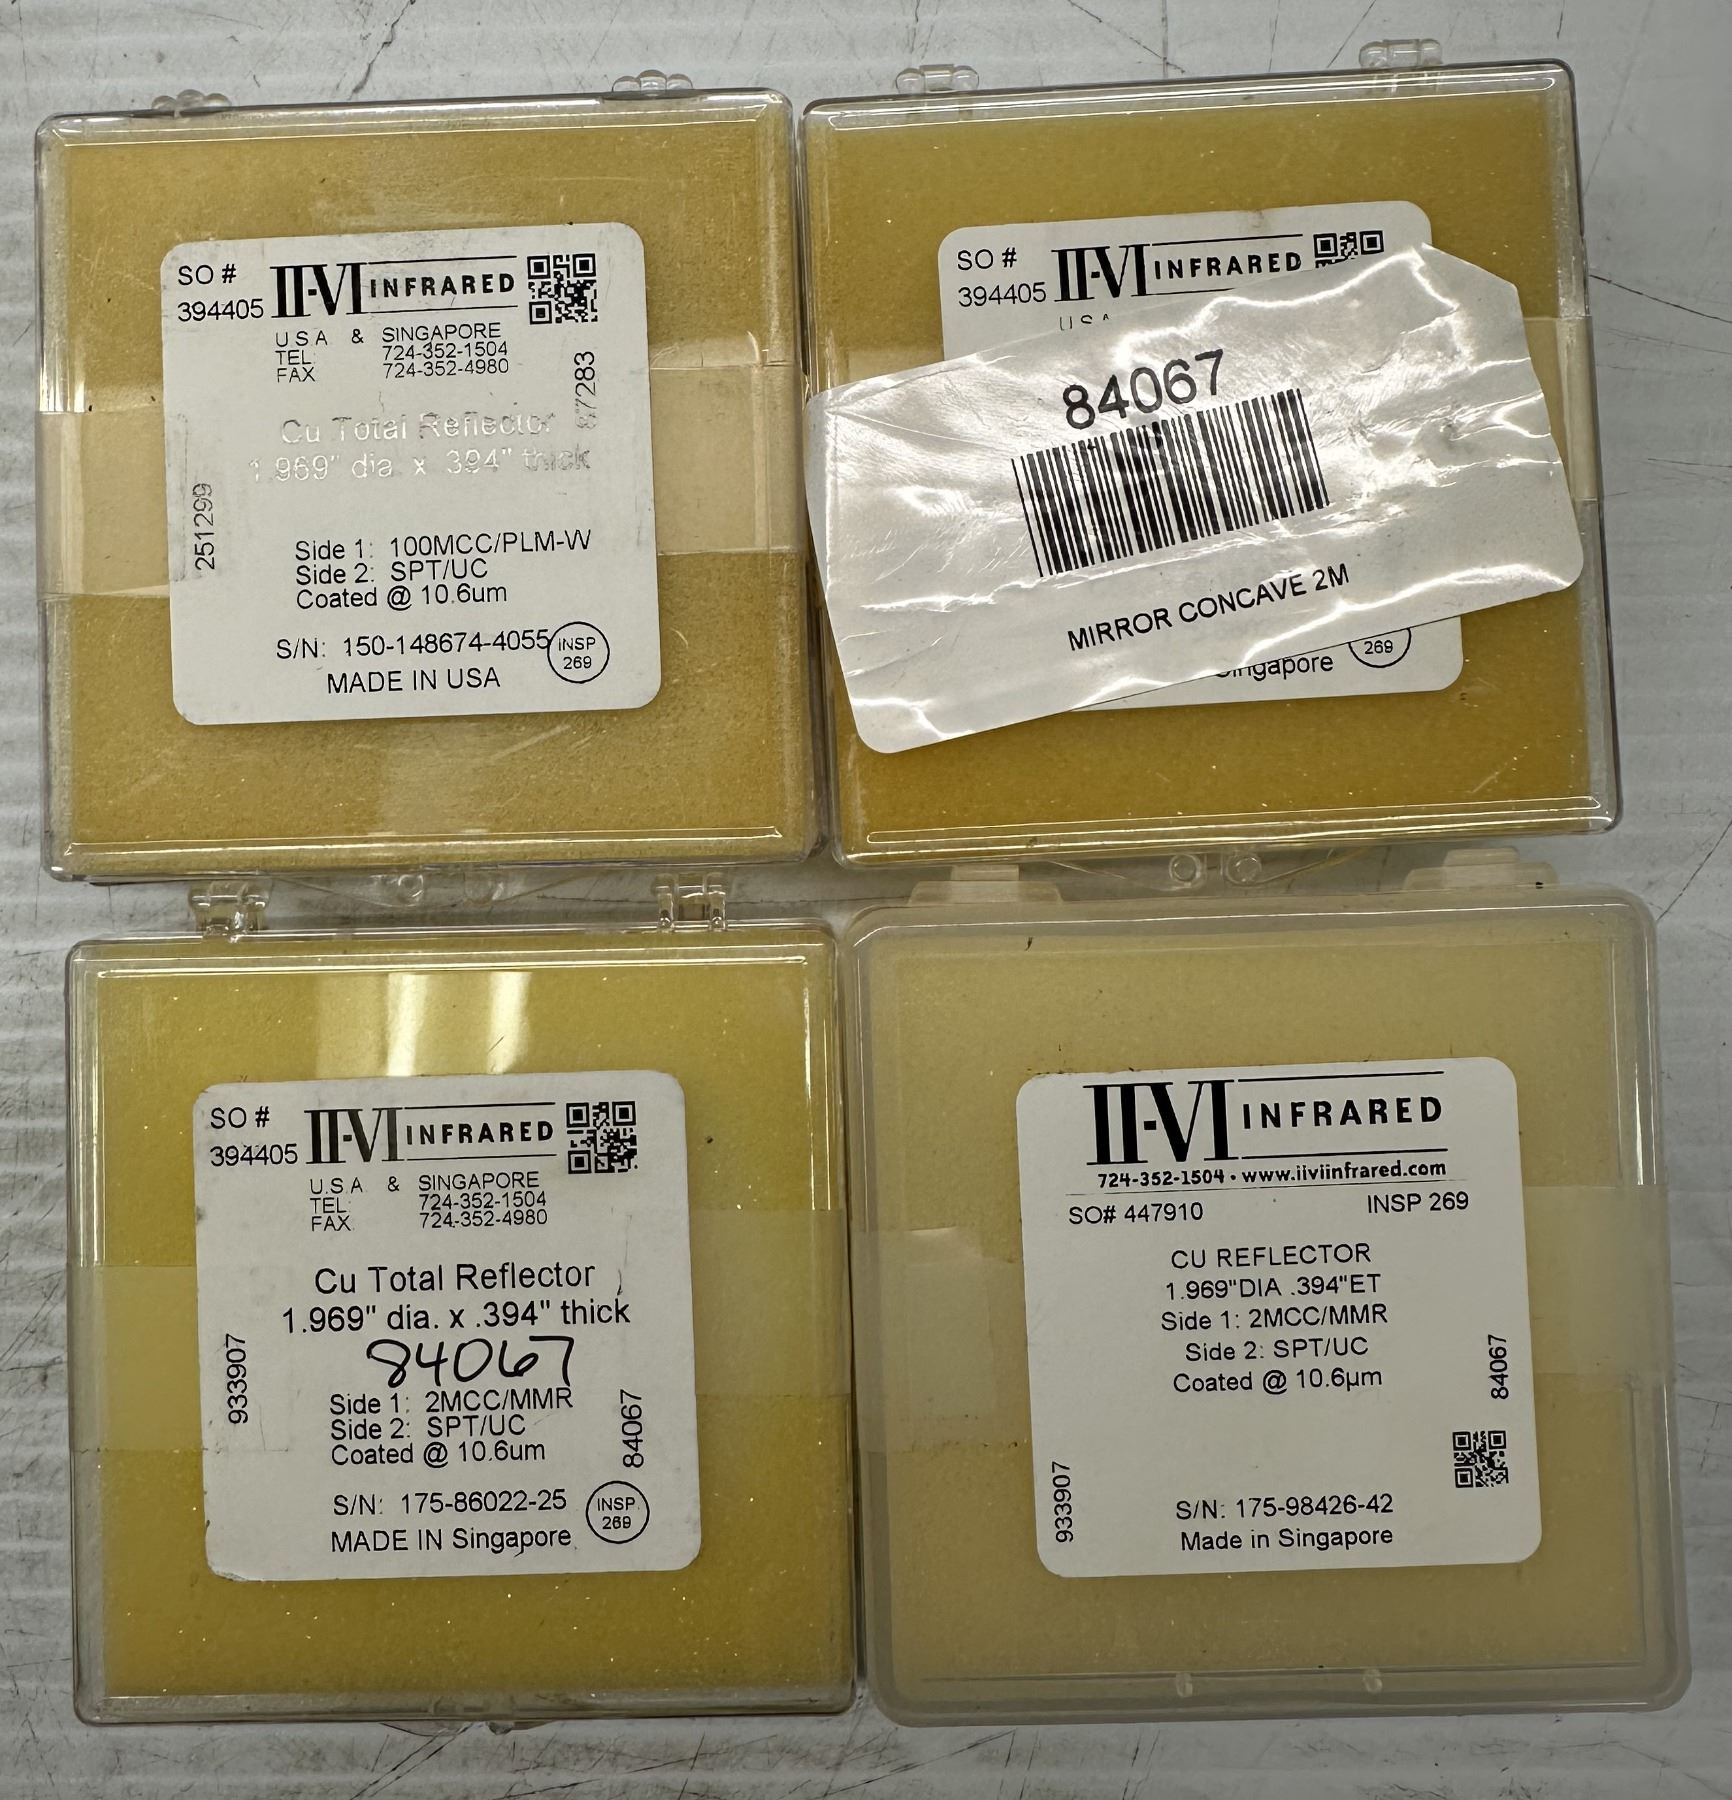 SO #
394405
II-VI INFRARED
U.S.A & SINGAPORE
TEL: 724-352-1504
FAX 724-352-4980
87283
Cu Total Reflector
1.969" dia. x .394" thick
251299
Side 1: 100MCC/PLM-W
Side 2: SPT/UC
Coated @ 10.6um
S/N: 150-148674-4055
INSP
269
MADE IN USA
SO #
394405
II-VI INFRARED
84067
MIRROR CONCAVE 2M
269
Singapore
SO #
394405
II-VI INFRARED
U.S.A. & SINGAPORE
TEL: 724-352-1504
FAX: 724-352-4980
Cu Total Reflector
1.969" dia. x .394" thick
84067
933907
Side 1: 2MCC/MMR
Side 2: SPT/UC
Coated @ 10.6um
84067
S/N: 175-86022-25
INSP.
269
MADE IN Singapore
II-VI INFRARED
724-352-1504 • www.iiviinfrared.com
SO# 447910 INSP 269
CU REFLECTOR
1.969"DIA .394"ET
Side 1: 2MCC/MMR
Side 2: SPT/UC
Coated @ 10.6µm
84067
933907
S/N: 175-98426-42
Made in Singapore